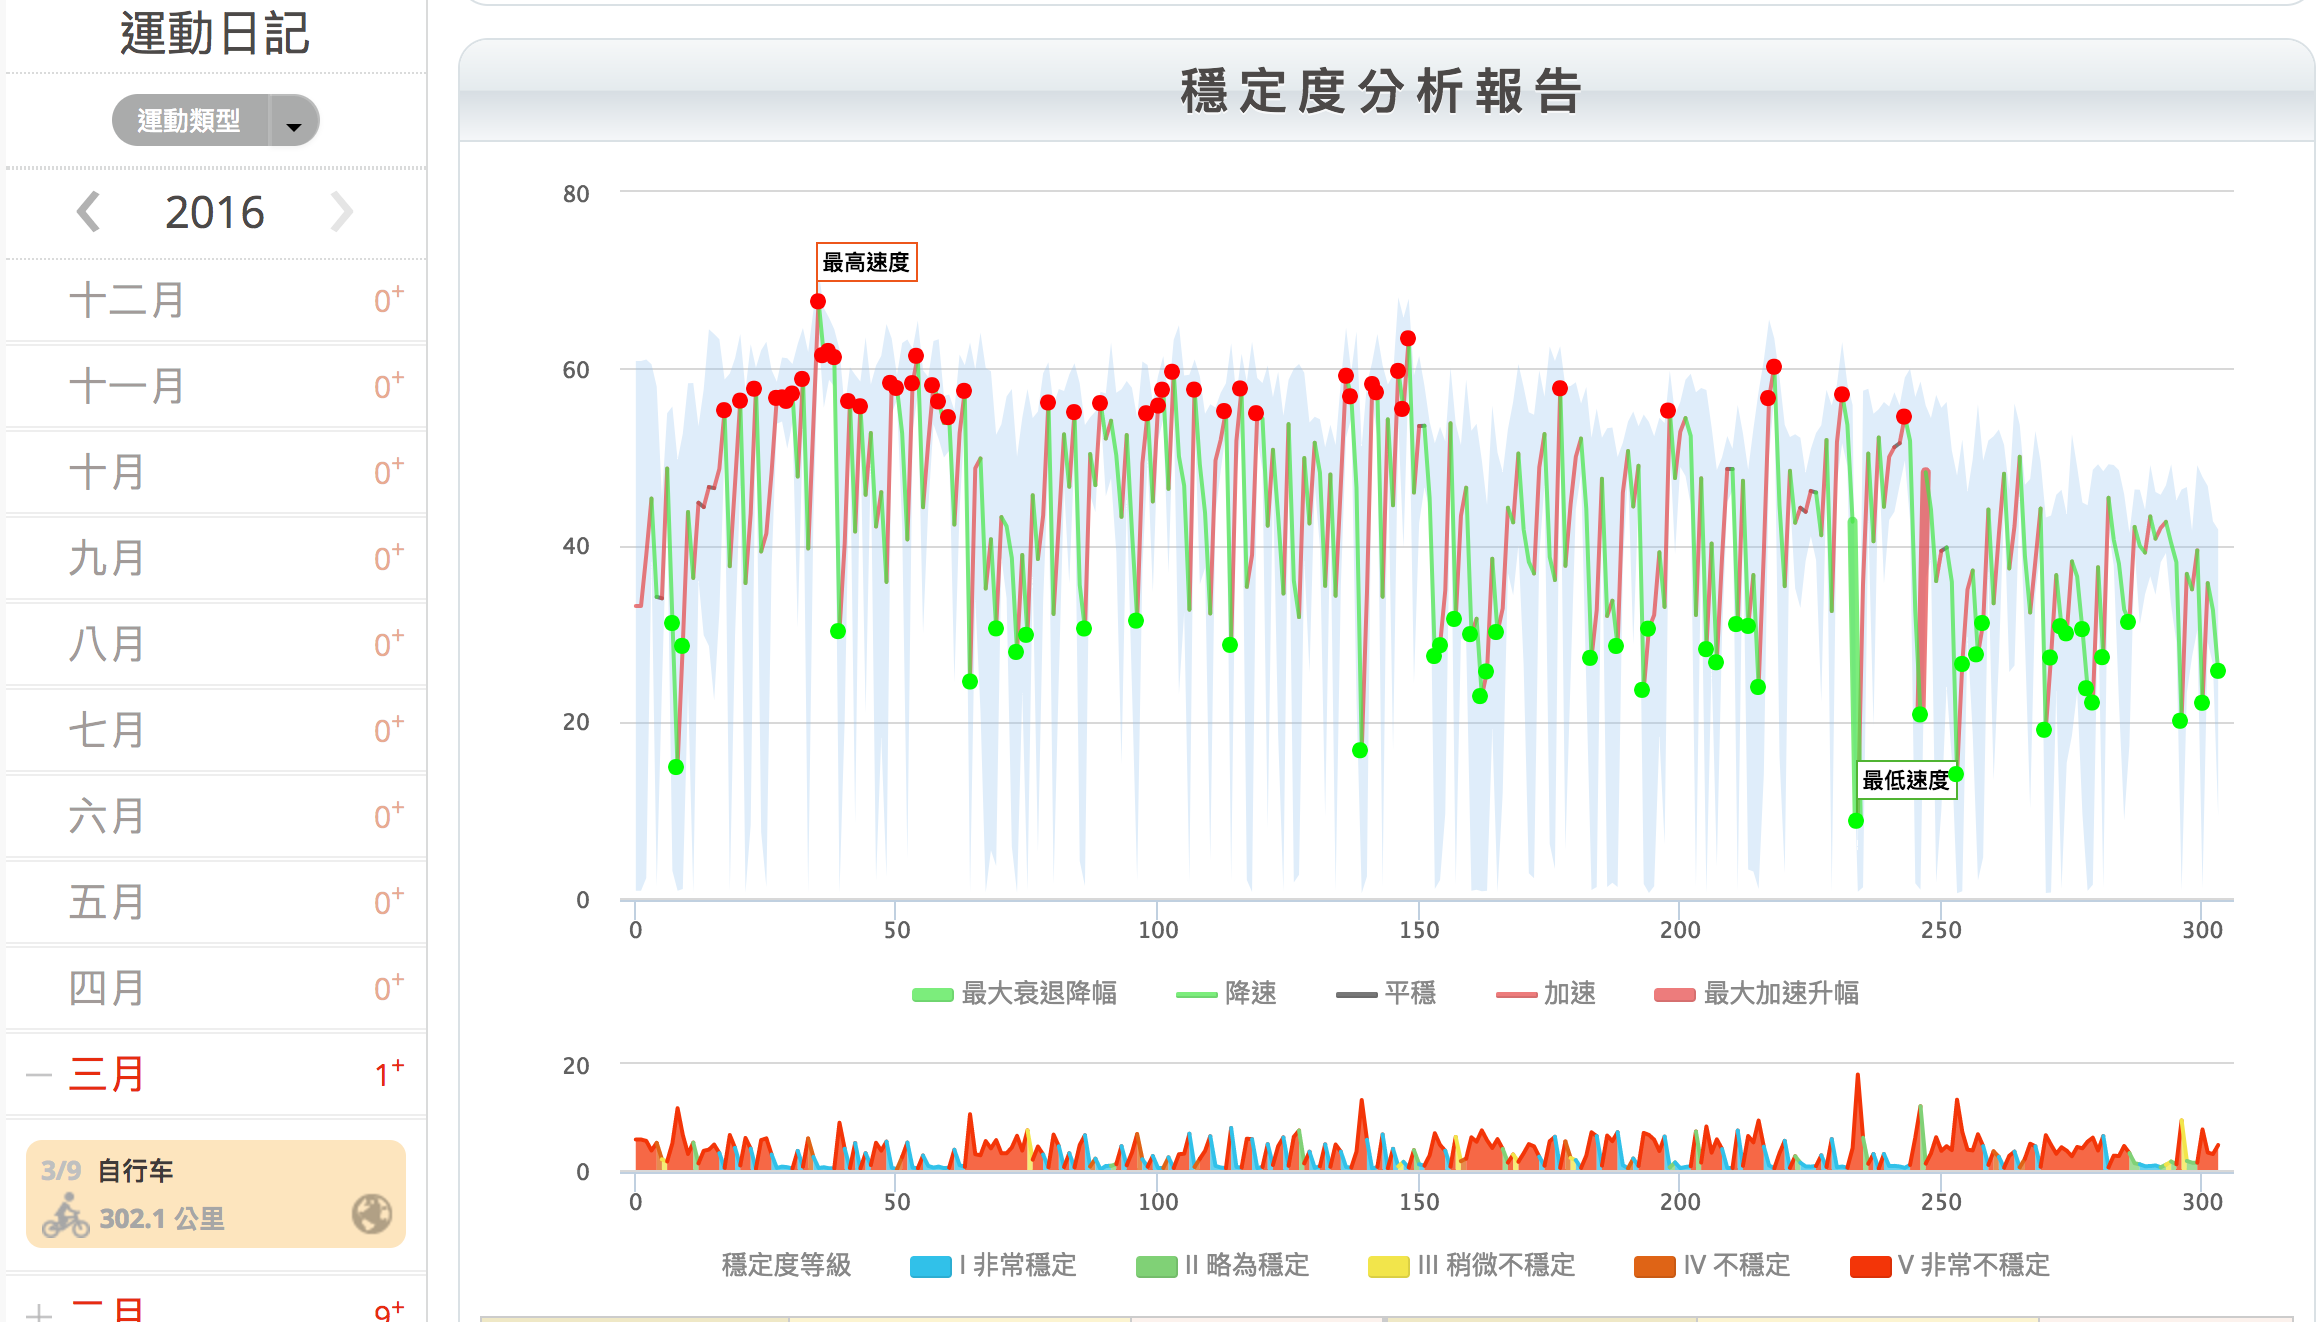 運動日記
運動類型
2016
十二月 0+
十一月 0+
十月 0+
九月 0+
八月 0+
七月 0+
六月 0+
五月 0+
四月 0+
三月 1+
3/9 自行车
302.1 公里
二月 9+
穩定度分析報告
80
60
40
20
0
最高速度
最低速度
0 50 100 150 200 250 300
最大衰退降幅 降速 平穩 加速 最大加速升幅
20
0
0 50 100 150 200 250 300
穩定度等級 I 非常穩定 II 略為穩定 III 稍微不穩定 IV 不穩定 V 非常不穩定